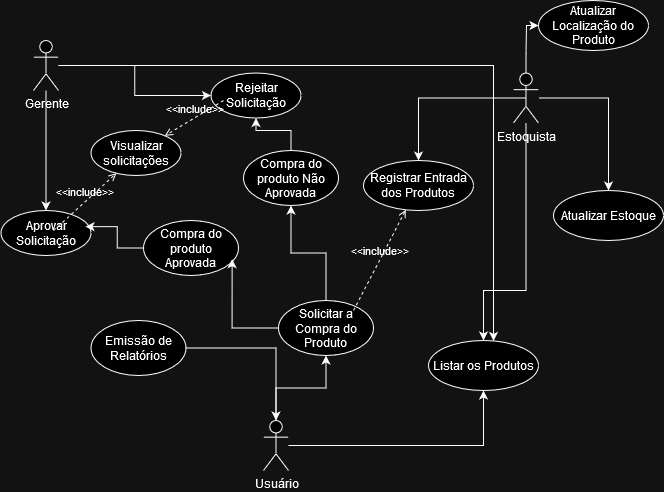 Atualizar
Localização do
Produto
Gerente
Rejeitar
Solicitação
<<include>>
Estoquista
Visualizar
solicitações
Compra do
produto Não
Aprovada
Registrar Entrada
dos Produtos
<<include>>
Aprovar
Solicitação
Compra do
produto
Aprovada
Atualizar Estoque
<<include>>
Solicitar a
Compra do
Produto
Emissão de
Relatórios
Listar os Produtos
Usuário